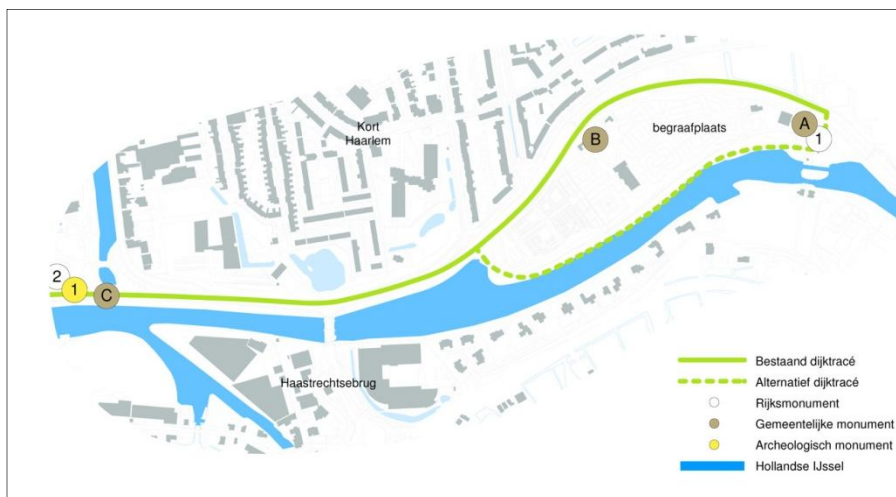 Kort
Haarlem
begraafplaats
A
1
B
2
1
C
Haastrechtsebrug
Bestaand dijktracé
Alternatief dijktracé
Rijksmonument
Gemeentelijke monument
Archeologisch monument
Hollandse IJssel